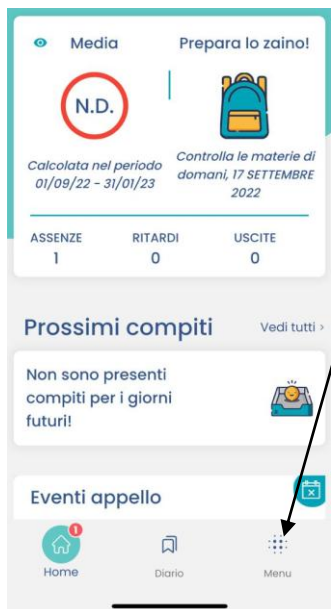 Media
Prepara lo zaino!
N.D.
Calcolata nel periodo
01/09/22 - 31/01/23
Controlla le materie di
domani, 17 SETTEMBRE
2022
ASSENZE RITARDI USCITE
1 0 0
Prossimi compiti Vedi tutti >
Non sono presenti
compiti per i giorni
futuri!
Eventi appello
1
Home Diario Menu